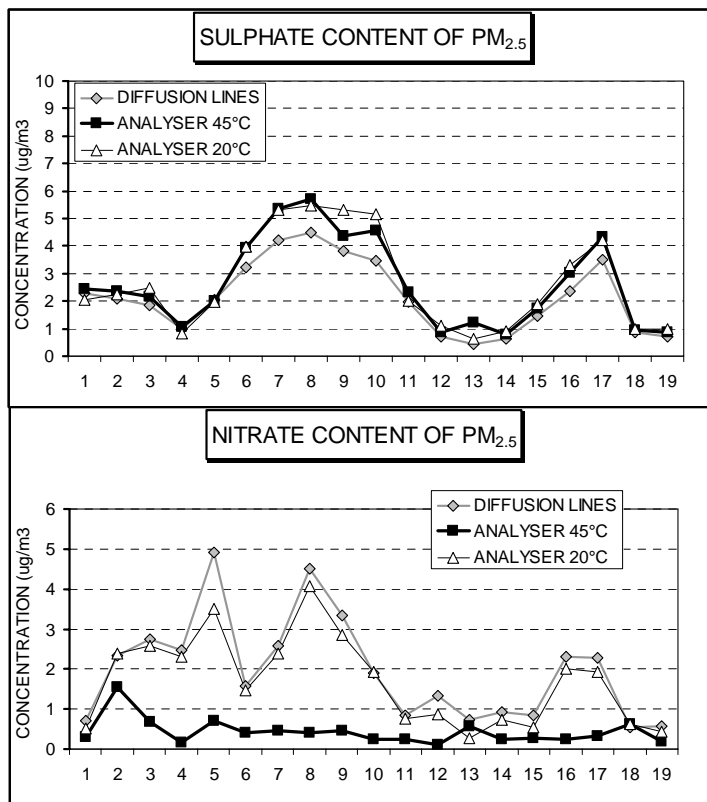 SULPHATE CONTENT OF PM2.5
CONCENTRATION (ug/m3
10
9
8
7
6
5
4
3
2
1
0
DIFFUSION LINES
ANALYSER 45°C
ANALYSER 20°C
1 2 3 4 5 6 7 8 9 10 11 12 13 14 15 16 17 18 19
NITRATE CONTENT OF PM2.5
CONCENTRATION (ug/m3
6
5
4
3
2
1
0
DIFFUSION LINES
ANALYSER 45°C
ANALYSER 20°C
1 2 3 4 5 6 7 8 9 10 11 12 13 14 15 16 17 18 19